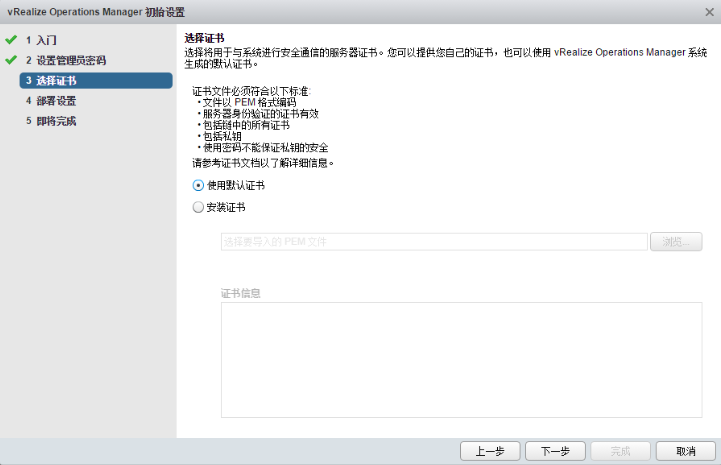 vRealize Operations Manager 初始设置
1 入门
2 设置管理员密码
3 选择证书
4 部署设置
5 即将完成
选择证书
选择将用于与系统进行安全通信的服务器证书。您可以提供您自己的证书，也可以使用 vRealize Operations Manager 系统
生成的默认证书。
证书文件必须符合以下标准:
• 文件以 PEM 格式编码
• 服务器身份验证的证书有效
• 包括链中的所有证书
• 包括私钥
• 使用密码不能保证私钥的安全
请参考证书文档以了解详细信息。
使用默认证书
安装证书
选择要导入的 PEM 文件
浏览...
证书信息
上一步
下一步
完成
取消